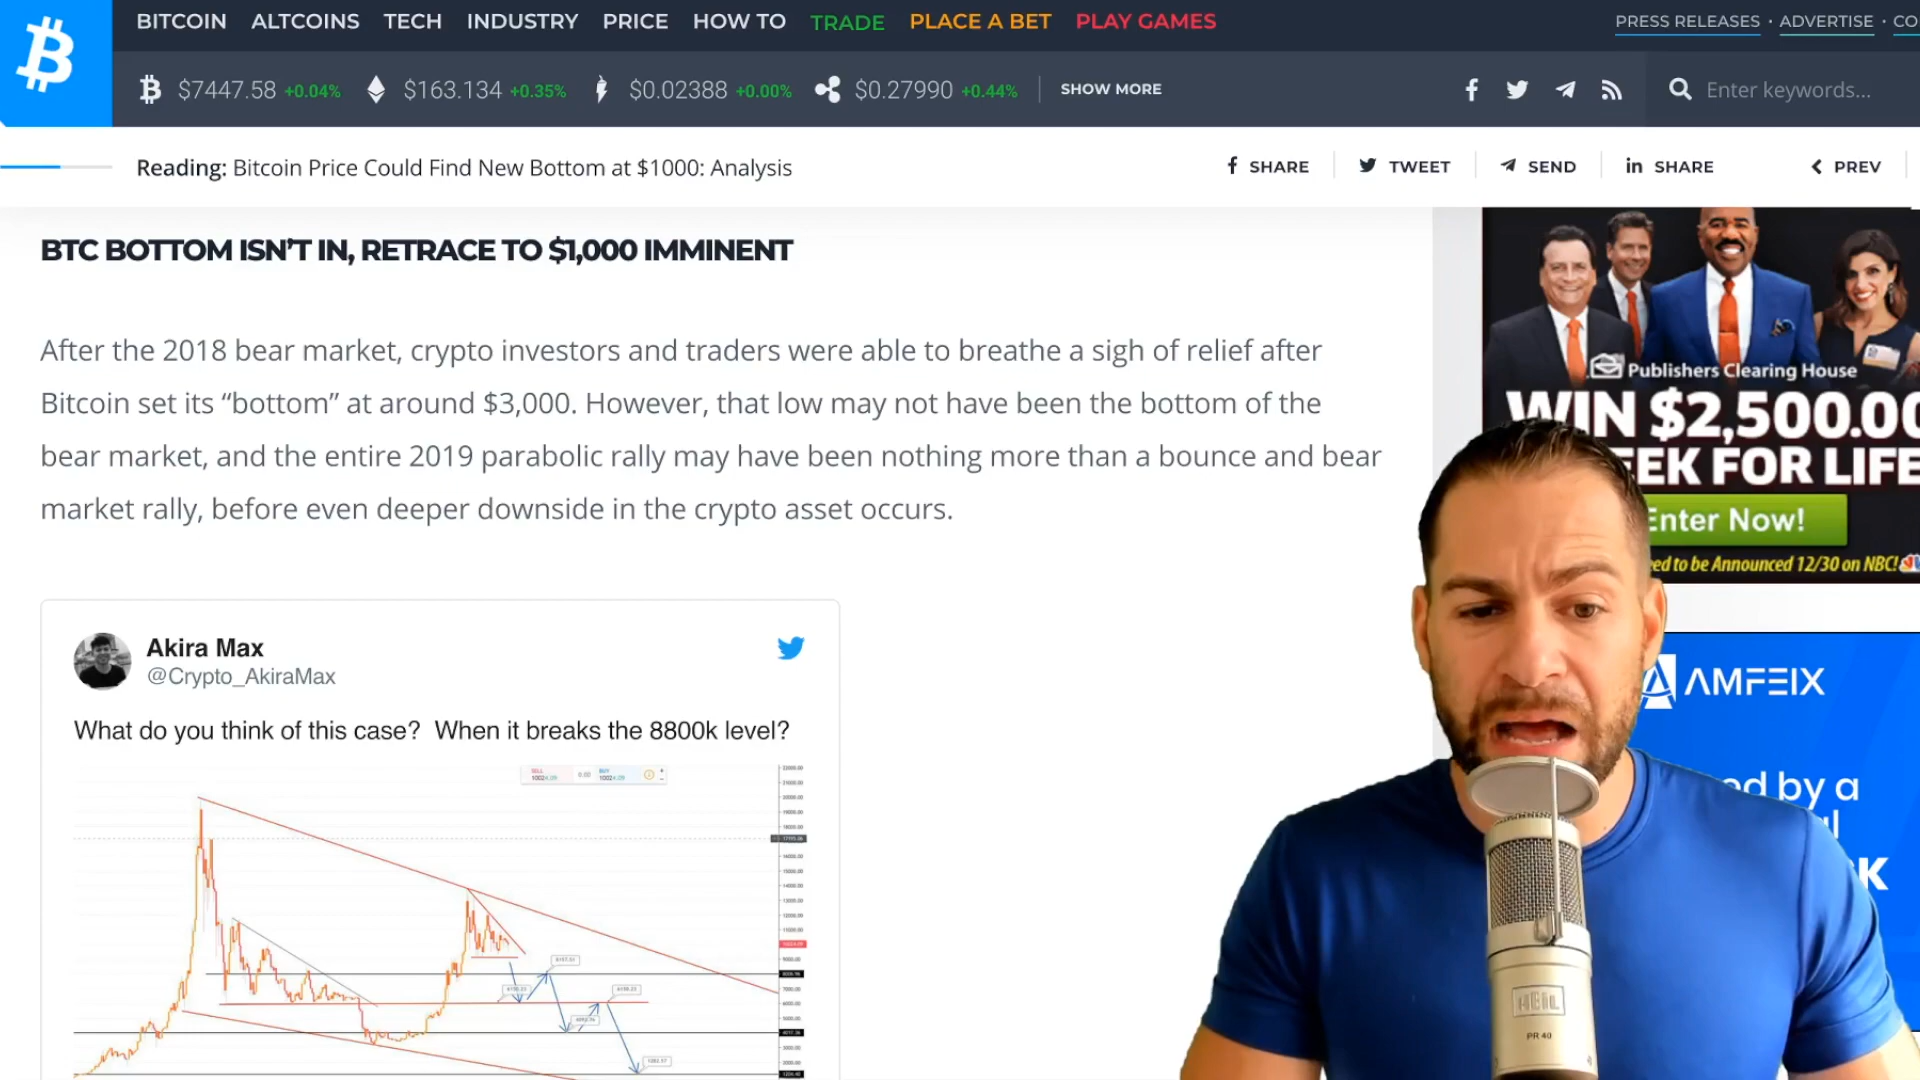 BITCOIN ALTCOINS TECH INDUSTRY PRICE HOW TO TRADE PLACE A BET PLAY GAMES PRESS RELEASES · ADVERTISE · CO
$7447.58 +0.04% $163.134 +0.35% $0.02388 +0.00% $0.27990 +0.44% SHOW MORE Enter keywords...
Reading: Bitcoin Price Could Find New Bottom at $1000: Analysis SHARE TWEET SEND SHARE PREV
BTC BOTTOM ISN’T IN, RETRACE TO $1,000 IMMINENT
After the 2018 bear market, crypto investors and traders were able to breathe a sigh of relief after
Bitcoin set its “bottom” at around $3,000. However, that low may not have been the bottom of the
bear market, and the entire 2019 parabolic rally may have been nothing more than a bounce and bear
market rally, before even deeper downside in the crypto asset occurs.
Akira Max
@Crypto_AkiraMax
What do you think of this case? When it breaks the 8800k level?
SELL
BUY
Publishers Clearing House
WIN $2,500.00
EEK FOR LIFE
Enter Now!
ed to be Announced 12/30 on NBC!
AMFEIX
ed by a
K
HEIL
PR 40